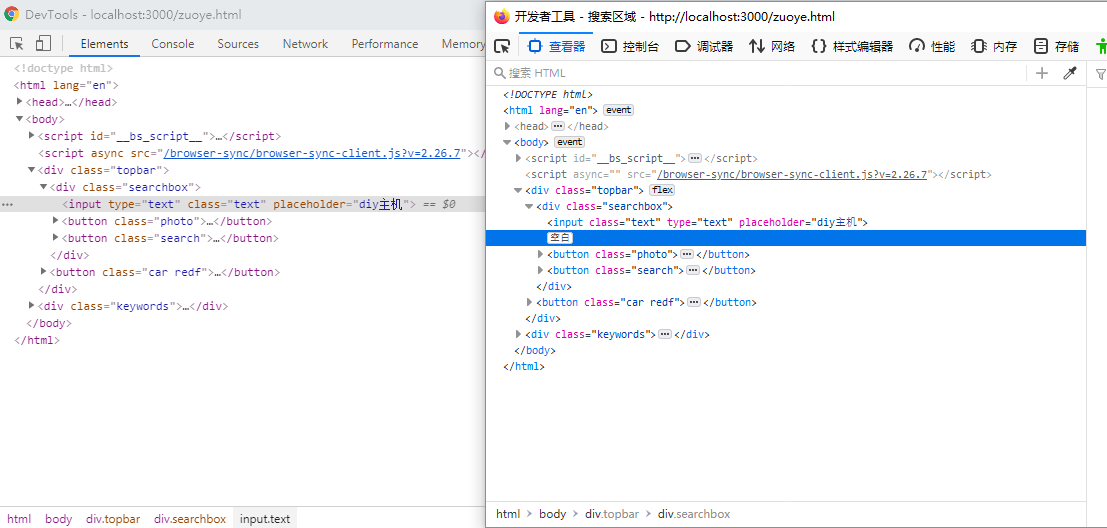 DevTools - localhost:3000/zuoye.html
Elements Console Sources Network Performance Memory
<!doctype html>
<html lang="en">
<head>…</head>
<body>
<script id="__bs_script__">…</script>
<script async src="/browser-sync/browser-sync-client.js?v=2.26.7"></
<div class="topbar">
<div class="searchbox">
<input type="text" class="text" placeholder="diy主机"> == $0
<button class="photo">…</button>
<button class="search">…</button>
</div>
<button class="car redf">…</button>
</div>
<div class="keywords">…</div>
</body>
</html>
html body div.topbar div.searchbox input.text
开发者工具 - 搜索区域 - http://localhost:3000/zuoye.html
查看器 控制台 调试器 网络 样式编辑器 性能 内存 存储
搜索 HTML
<!DOCTYPE html>
<html lang="en"> event
<head> ••• </head>
<body> event
<script id="__bs_script__"> ••• </script>
<script async="" src="/browser-sync/browser-sync-client.js?v=2.26.7"></script>
<div class="topbar"> flex
<div class="searchbox">
<input class="text" type="text" placeholder="diy主机">
空白
<button class="photo"> ••• </button>
<button class="search"> ••• </button>
</div>
<button class="car redf"> ••• </button>
</div>
<div class="keywords"> ••• </div>
</body>
</html>
html > body > div.topbar > div.searchbox